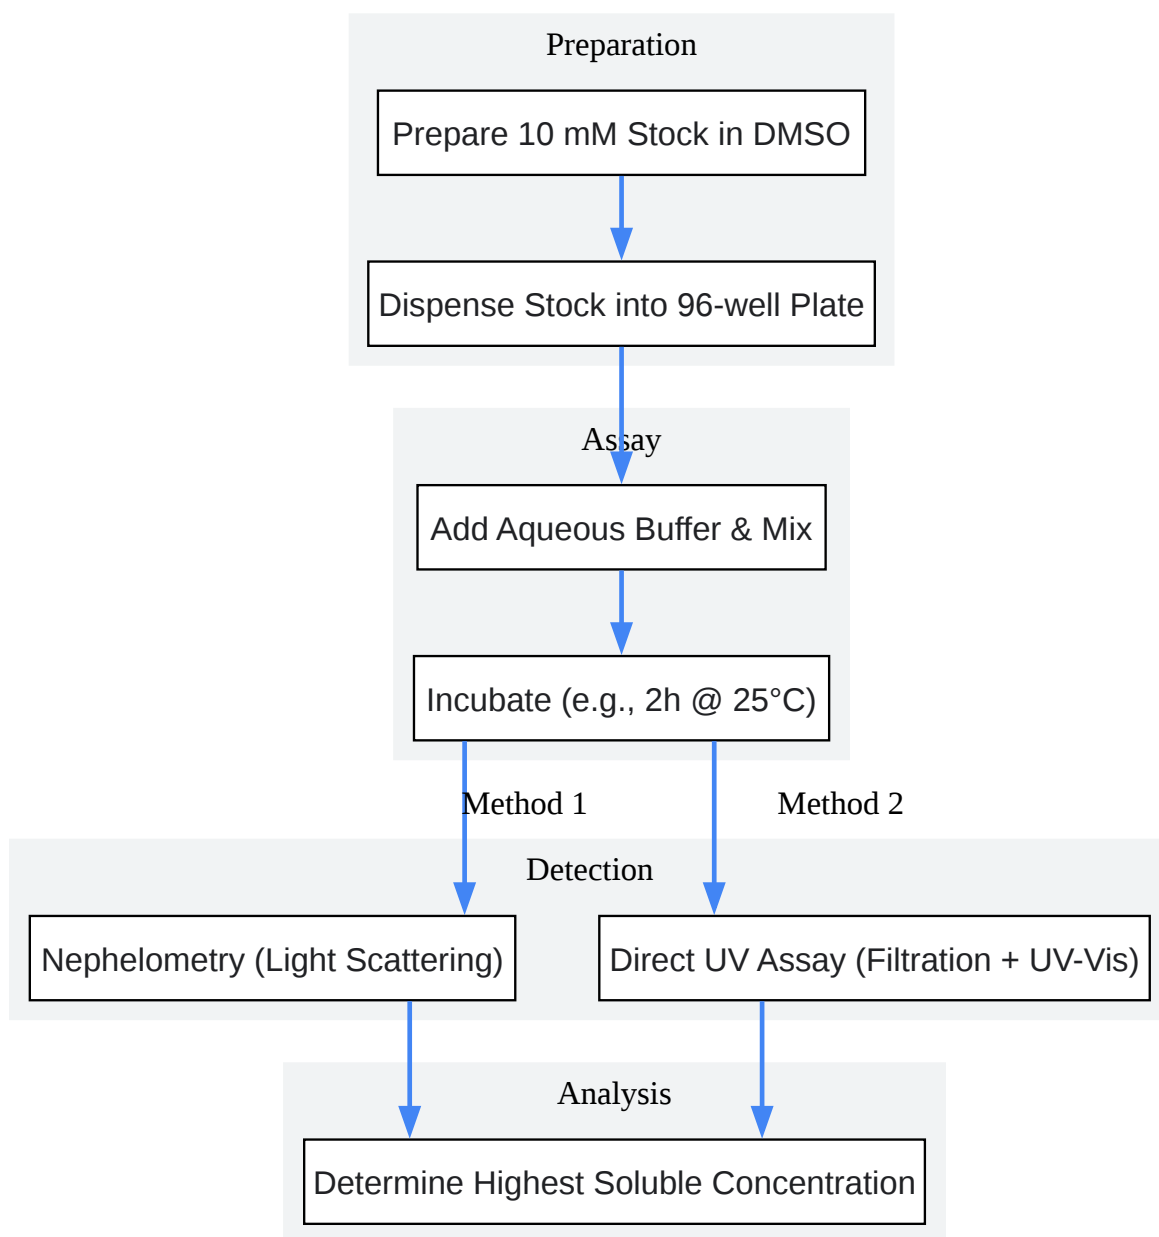 Preparation
Prepare 10 mM Stock in DMSO
Dispense Stock into 96-well Plate
Assay
Add Aqueous Buffer & Mix
Incubate (e.g., 2h @ 25°C)
Method 1
Method 2
Detection
Nephelometry (Light Scattering)
Direct UV Assay (Filtration + UV-Vis)
Analysis
Determine Highest Soluble Concentration